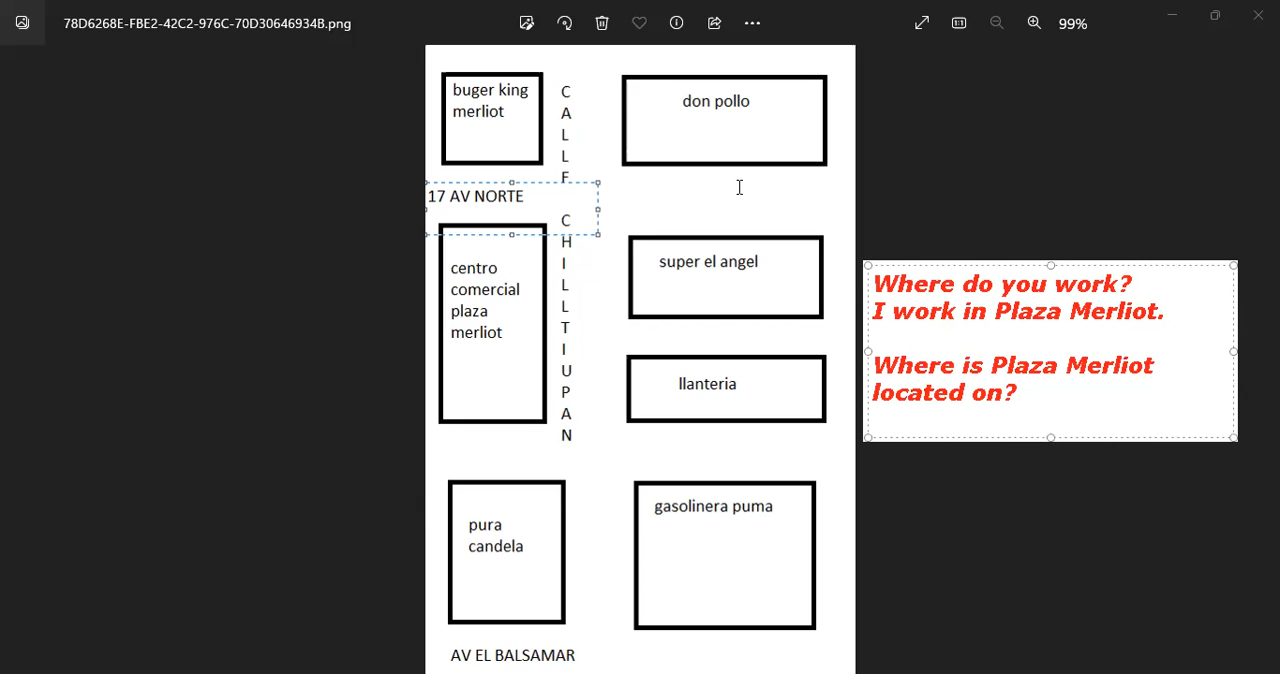 78D6268E-FBE2-42C2-976C-70D30646934B.png
99%
buger king
merliot
C
A
L
L
E
don pollo
17 AV NORTE
C
H
I
L
L
T
I
U
P
A
N
centro
comercial
plaza
merliot
super el angel
llanteria
pura
candela
gasolinera puma
AV EL BALSAMAR
Where do you work?
I work in Plaza Merliot.
Where is Plaza Merliot
located on?